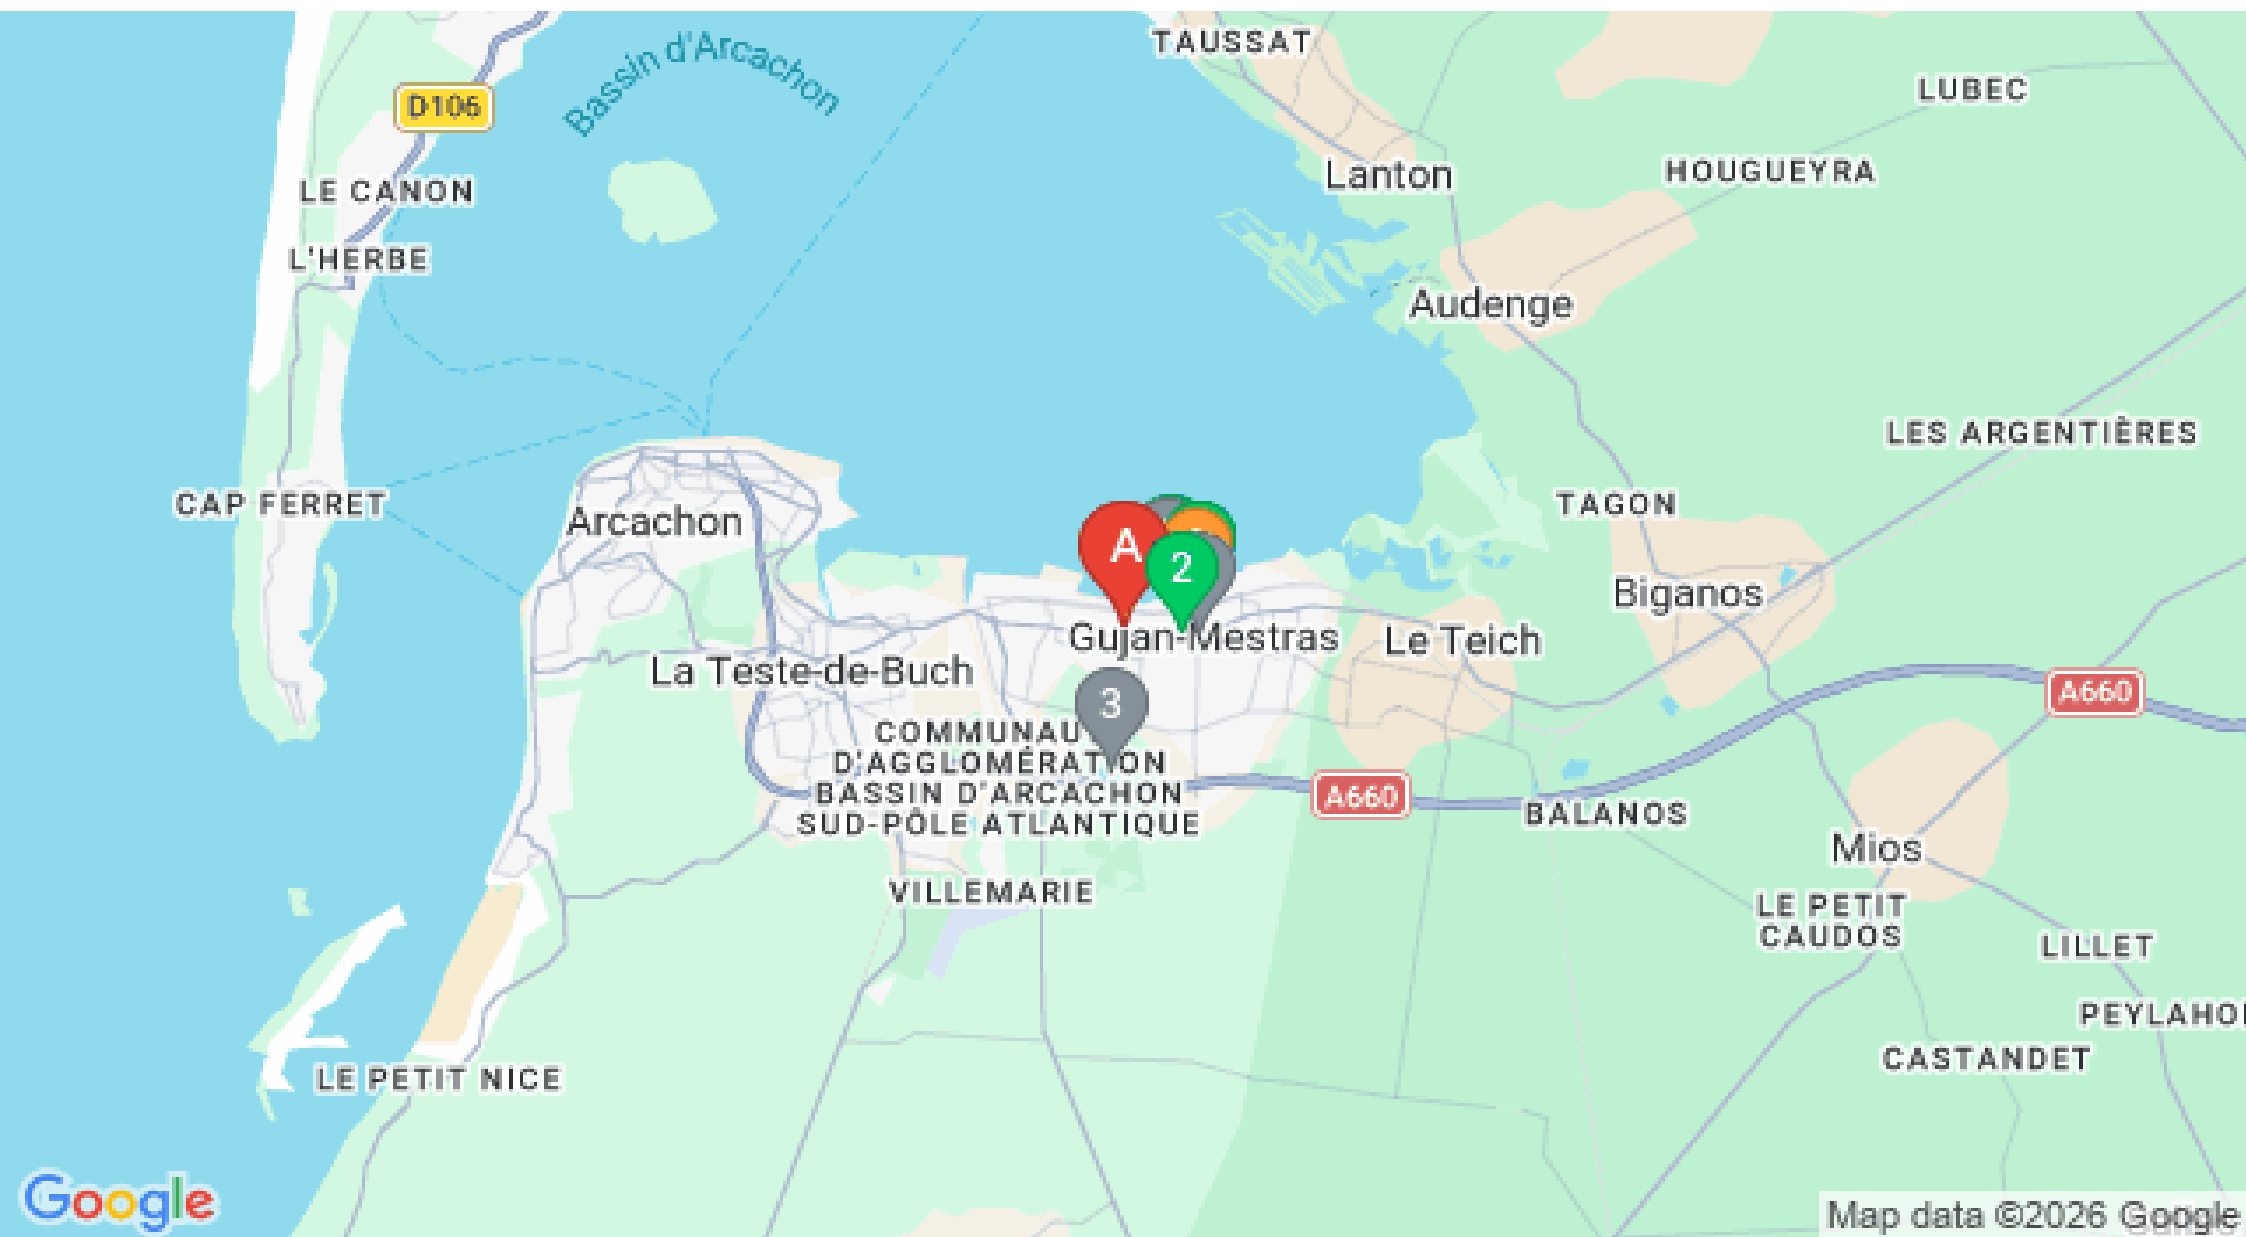 TAUSSAT
Bassin d'Arcachon
LUBEC
D106
Lanton
HOUGUEYRA
LE CANON
L'HERBE
Audenge
LES ARGENTIÈRES
CAP FERRET
TAGON
Arcachon
A
2
Biganos
Gujan-Mestras
Le Teich
La Teste-de-Buch
A660
3
COMMUNAU
D'AGGLOMÉRATION
BASSIN D'ARCACHON
SUD-PÔLE ATLANTIQUE
A660
BALANOS
Mios
VILLEMARIE
LE PETIT
CAUDOS
LILLET
PEYLAHO
CASTANDET
LE PETIT NICE
Google
Map data ©2026 Google